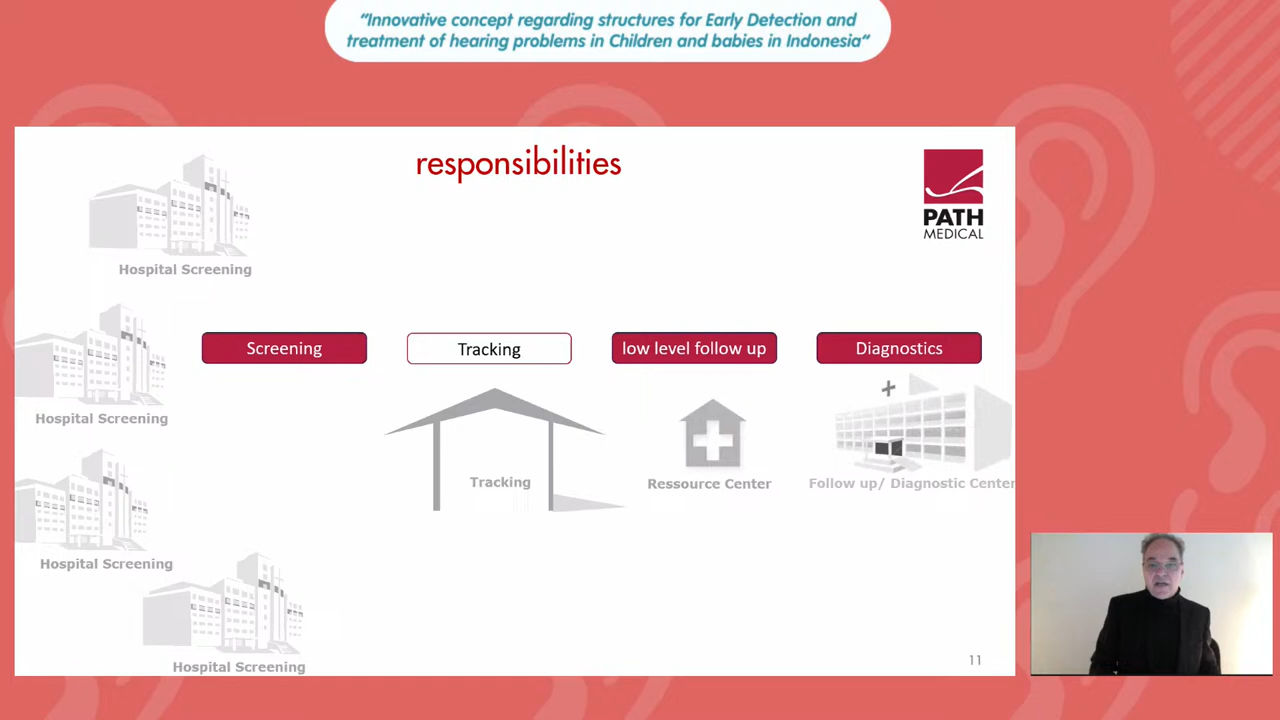 “Innovative concept regarding structures for Early Detection and
treatment of hearing problems in Children and babies in Indonesia“
responsibilities
PATH
MEDICAL
Hospital Screening
Screening
Tracking
low level follow up
Diagnostics
Hospital Screening
Tracking
Ressource Center
Follow up/ Diagnostic Center
Hospital Screening
Hospital Screening
11